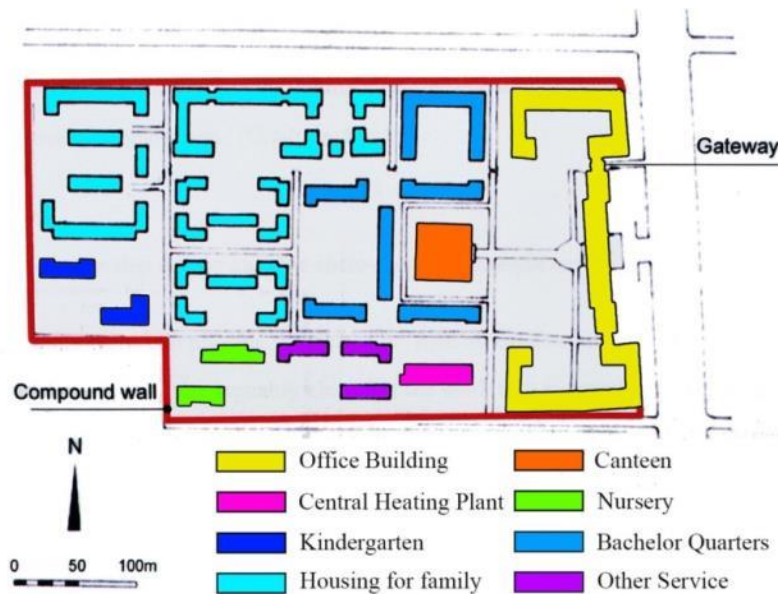 Gateway
Compound wall
N
0 50 100m
Office Building
Canteen
Central Heating Plant
Nursery
Kindergarten
Bachelor Quarters
Housing for family
Other Service